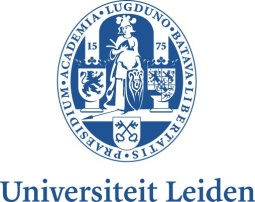 ACADEMIA · LUGDUNO · BATAVA · LIBERTATIS · PRAESIDIUM ·
15 75
Universiteit Leiden